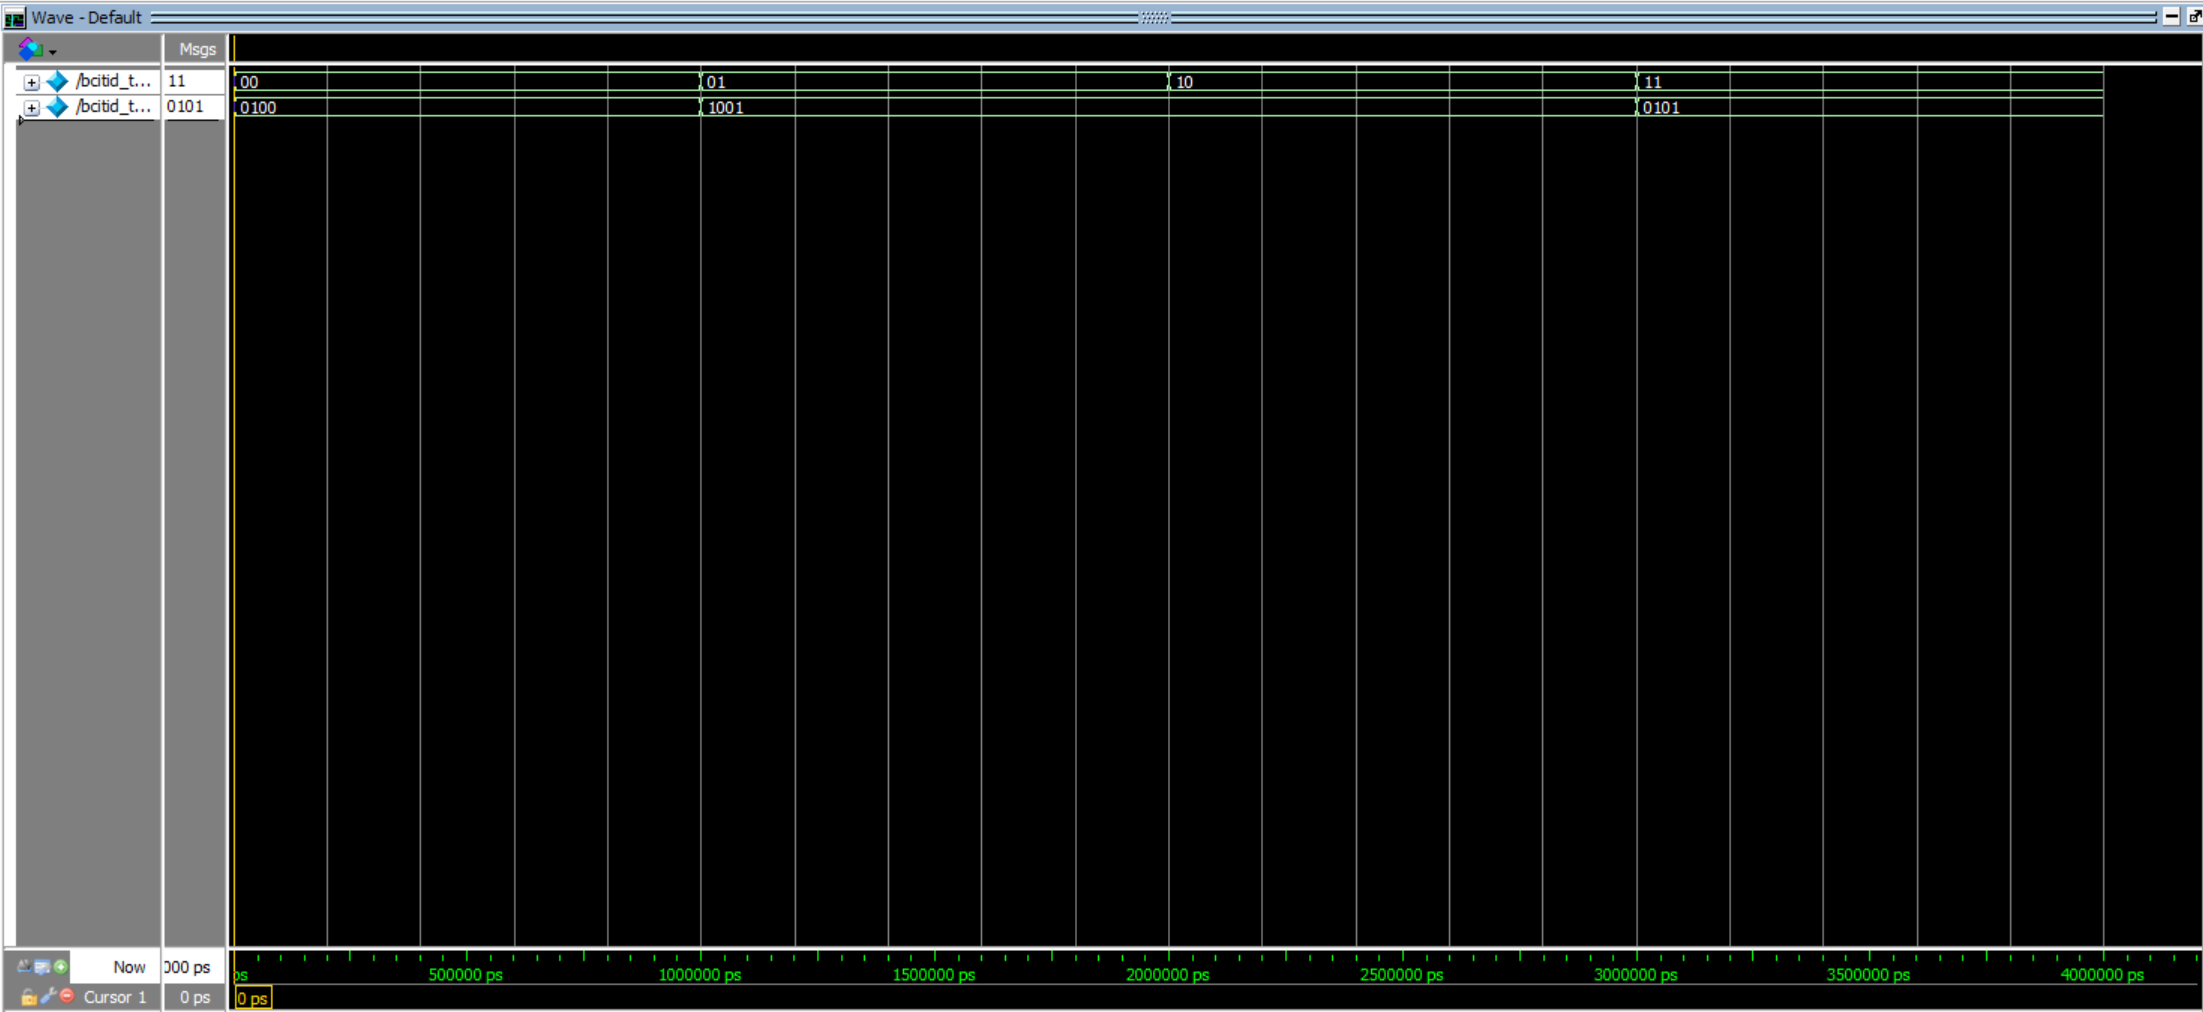 Wave - Default
Msgs
/bcitid_t... 11 00 01 10 11
/bcitid_t... 0101 0100 1001 0101
Now 000 ps ps 500000 ps 1000000 ps 1500000 ps 2000000 ps 2500000 ps 3000000 ps 3500000 ps 4000000 ps
Cursor 1 0 ps 0 ps